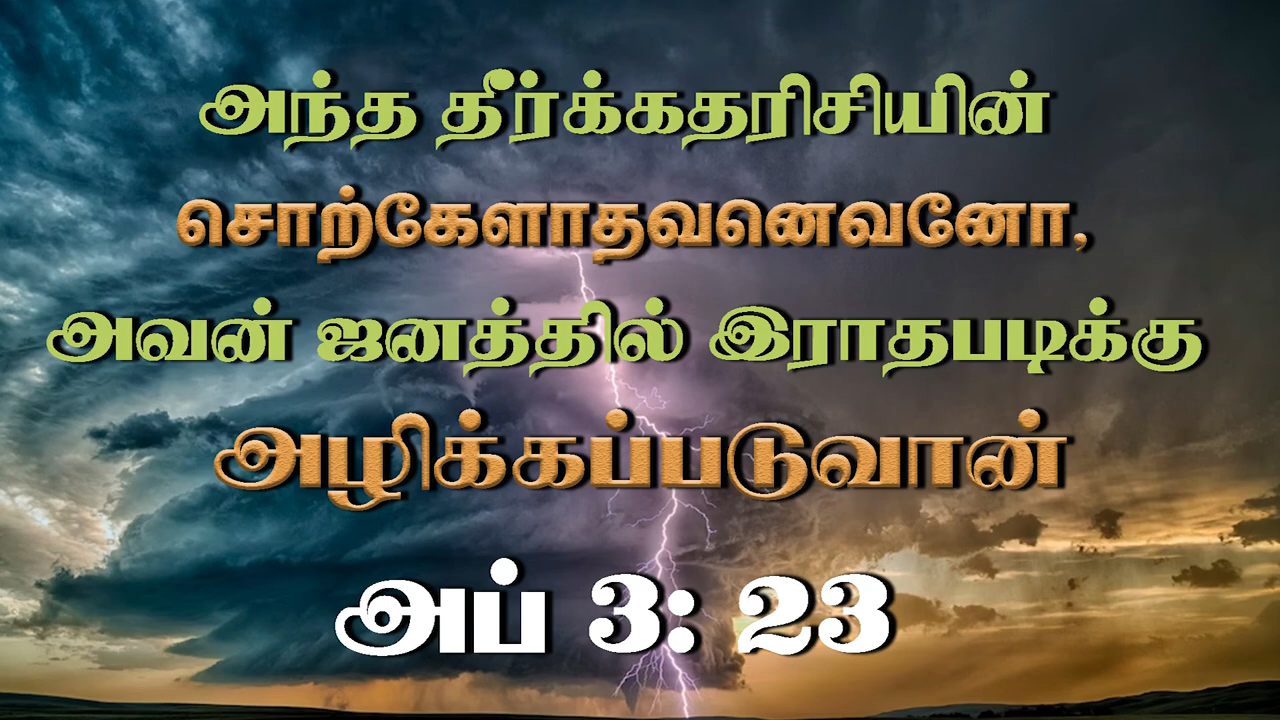 அந்த தீர்க்கதரிசியின்
சொற்கேளாதவனெவனோ,
அவன் ஜனத்தில் இராதபடிக்கு
அழிக்கப்படுவான்
அப் 3: 23